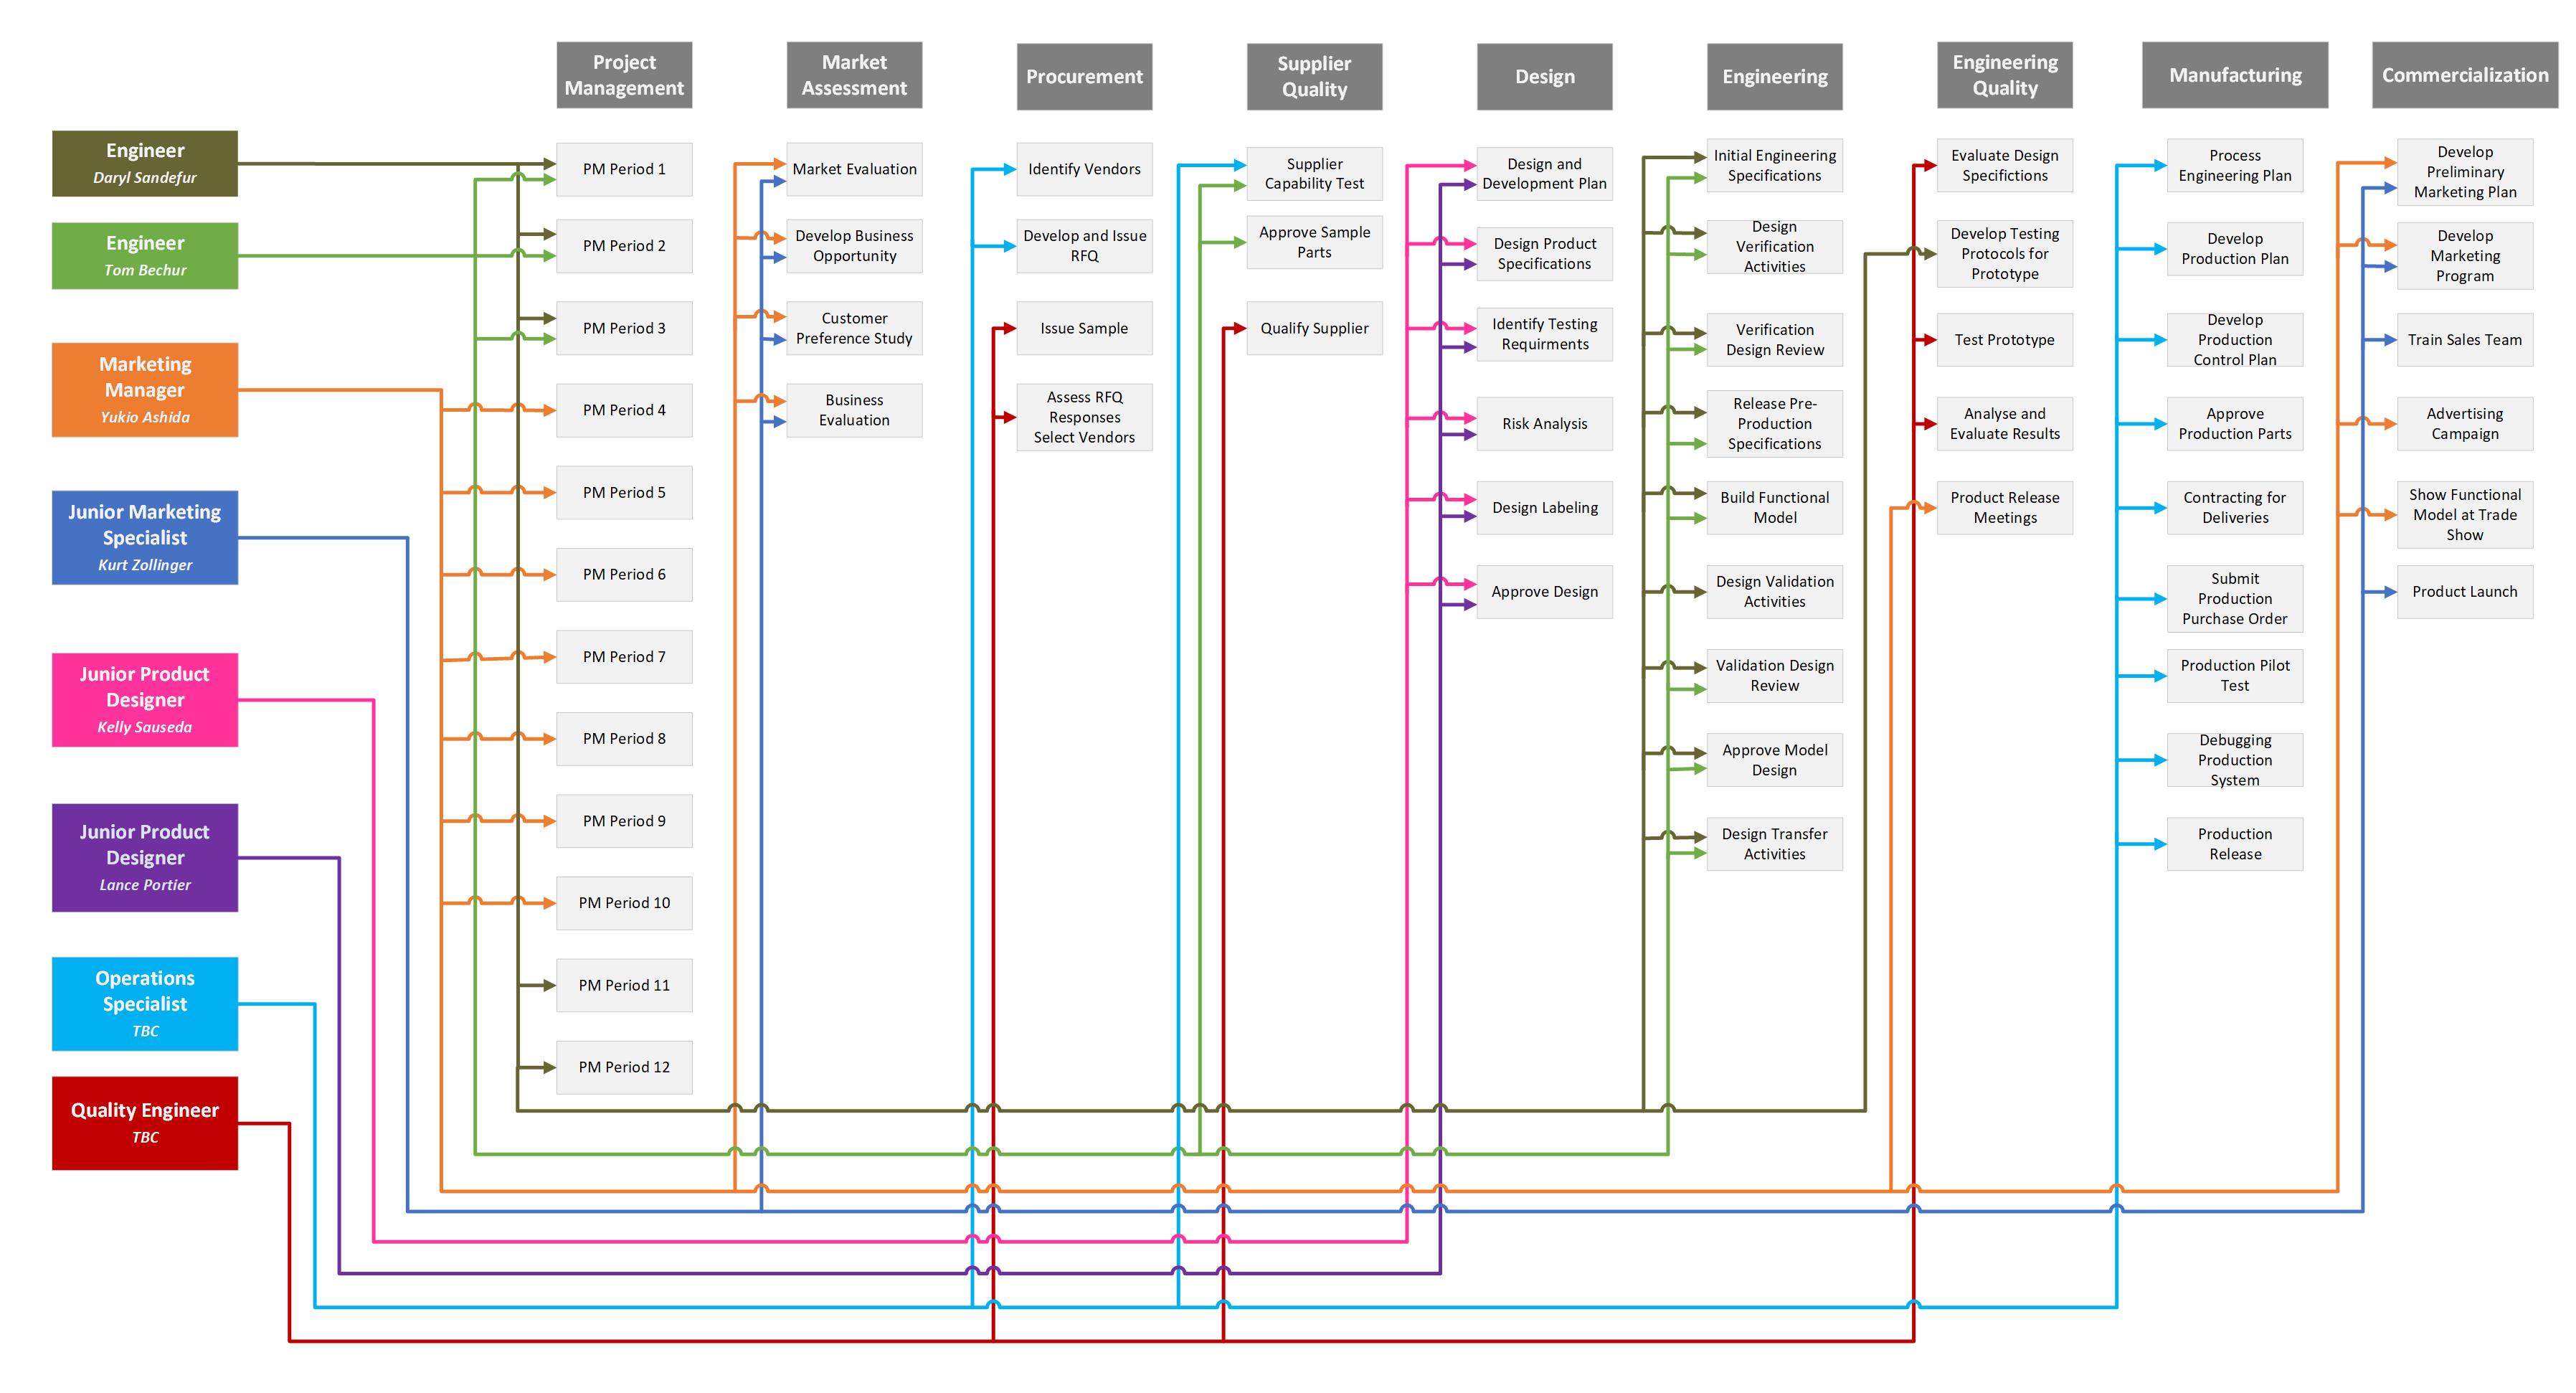 Project
Management
Market
Assessment
Procurement
Supplier
Quality
Design
Engineering
Engineering
Quality
Manufacturing
Commercialization
Engineer
Daryl Sandefur
Engineer
Tom Bechur
Marketing
Manager
Yukio Ashida
Junior Marketing
Specialist
Kurt Zollinger
Junior Product
Designer
Kelly Sauseda
Junior Product
Designer
Lance Portier
Operations
Specialist
TBC
Quality Engineer
TBC
PM Period 1
PM Period 2
PM Period 3
PM Period 4
PM Period 5
PM Period 6
PM Period 7
PM Period 8
PM Period 9
PM Period 10
PM Period 11
PM Period 12
Market Evaluation
Develop Business
Opportunity
Customer
Preference Study
Business
Evaluation
Identify Vendors
Develop and Issue
RFQ
Issue Sample
Assess RFQ
Responses
Select Vendors
Supplier
Capability Test
Approve Sample
Parts
Qualify Supplier
Design and
Development Plan
Design Product
Specifications
Identify Testing
Requirments
Risk Analysis
Design Labeling
Approve Design
Initial Engineering
Specifications
Design
Verification
Activities
Verification
Design Review
Release Pre-
Production
Specifications
Build Functional
Model
Design Validation
Activities
Validation Design
Review
Approve Model
Design
Design Transfer
Activities
Evaluate Design
Specifictions
Develop Testing
Protocols for
Prototype
Test Prototype
Analyse and
Evaluate Results
Product Release
Meetings
Process
Engineering Plan
Develop
Production Plan
Develop
Production
Control Plan
Approve
Production Parts
Contracting for
Deliveries
Submit
Production
Purchase Order
Production Pilot
Test
Debugging
Production
System
Production
Release
Develop
Preliminary
Marketing Plan
Develop
Marketing
Program
Train Sales Team
Advertising
Campaign
Show Functional
Model at Trade
Show
Product Launch